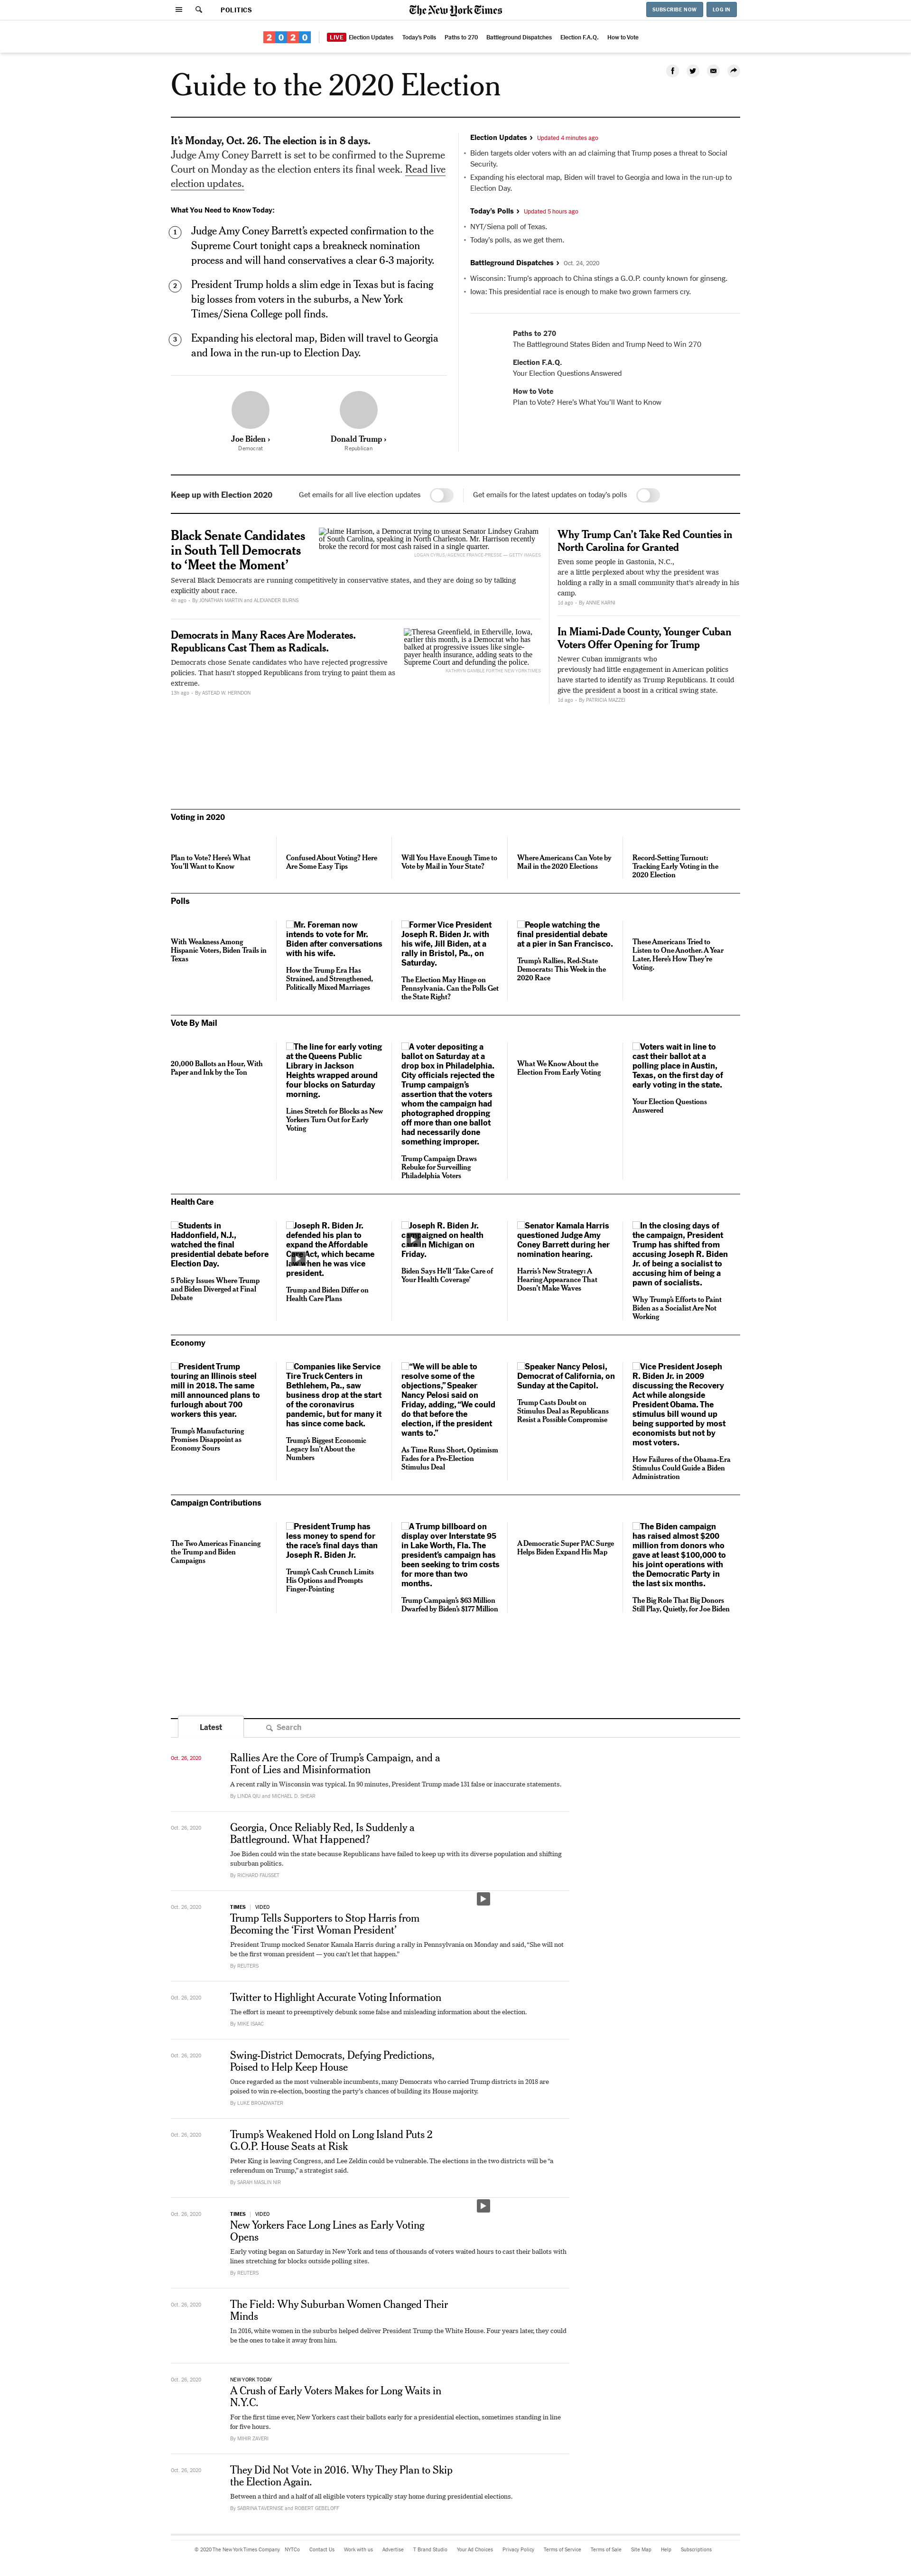 POLITICS
The New York Times
SUBSCRIBE NOW
LOG IN
2020
LIVE Election Updates
Today's Polls
Paths to 270
Battleground Dispatches
Election F.A.Q.
How to Vote
Guide to the 2020 Election
It's Monday, Oct. 26. The election is in 8 days.
Judge Amy Coney Barrett is set to be confirmed to the Supreme
Court on Monday as the election enters its final week. Read live
election updates.
What You Need to Know Today:
1
Judge Amy Coney Barrett's expected confirmation to the
Supreme Court tonight caps a breakneck nomination
process and will hand conservatives a clear 6-3 majority.
2
President Trump holds a slim edge in Texas but is facing
big losses from voters in the suburbs, a New York
Times/Siena College poll finds.
3
Expanding his electoral map, Biden will travel to Georgia
and Iowa in the run-up to Election Day.
Joe Biden ›
Democrat
Donald Trump ›
Republican
Election Updates › Updated 4 minutes ago
• Biden targets older voters with an ad claiming that Trump poses a threat to Social
Security.
• Expanding his electoral map, Biden will travel to Georgia and Iowa in the run-up to
Election Day.
Today's Polls › Updated 5 hours ago
• NYT/Siena poll of Texas.
• Today's polls, as we get them.
Battleground Dispatches › Oct. 24, 2020
• Wisconsin: Trump's approach to China stings a G.O.P. county known for ginseng.
• Iowa: This presidential race is enough to make two grown farmers cry.
Paths to 270
The Battleground States Biden and Trump Need to Win 270
Election F.A.Q.
Your Election Questions Answered
How to Vote
Plan to Vote? Here's What You'll Want to Know
Keep up with Election 2020
Get emails for all live election updates
Get emails for the latest updates on today's polls
Black Senate Candidates
in South Tell Democrats
to 'Meet the Moment'
Jaime Harrison, a Democrat trying to unseat Senator Lindsey Graham
of South Carolina, speaking in North Charleston. Mr. Harrison recently
broke the record for most cash raised in a single quarter.
LOGAN CYRUS/AGENCE FRANCE-PRESSE — GETTY IMAGES
Several Black Democrats are running competitively in conservative states, and they are doing so by talking
explicitly about race.
4h ago - By JONATHAN MARTIN and ALEXANDER BURNS
Democrats in Many Races Are Moderates.
Republicans Cast Them as Radicals.
Democrats chose Senate candidates who have rejected progressive
policies. That hasn't stopped Republicans from trying to paint them as
extreme.
13h ago - By ASTEAD W. HERNDON
Theresa Greenfield, in Etherville, Iowa,
earlier this month, is a Democrat who has
balked at progressive issues like single-
payer health insurance, adding seats to the
Supreme Court and defunding the police.
KATHRYN GAMBLE FOR THE NEW YORK TIMES
Why Trump Can't Take Red Counties in
North Carolina for Granted
Even some people in Gastonia, N.C.,
are a little perplexed about why the president was
holding a rally in a small community that's already in his
camp.
1d ago - By ANNIE KARNI
In Miami-Dade County, Younger Cuban
Voters Offer Opening for Trump
Newer Cuban immigrants who
previously had little engagement in American politics
have started to identify as Trump Republicans. It could
give the president a boost in a critical swing state.
1d ago - By PATRICIA MAZZEI
Voting in 2020
Plan to Vote? Here's What
You'll Want to Know
Confused About Voting? Here
Are Some Easy Tips
Will You Have Enough Time to
Vote by Mail in Your State?
Where Americans Can Vote by
Mail in the 2020 Elections
Record-Setting Turnout:
Tracking Early Voting in the
2020 Election
Polls
With Weakness Among
Hispanic Voters, Biden Trails in
Texas
Mr. Foreman now
intends to vote for Mr.
Biden after conversations
with his wife.
How the Trump Era Has
Strained, and Strengthened,
Politically Mixed Marriages
Former Vice President
Joseph R. Biden Jr. with
his wife, Jill Biden, at a
rally in Bristol, Pa., on
Saturday.
The Election May Hinge on
Pennsylvania. Can the Polls Get
the State Right?
People watching the
final presidential debate
at a pier in San Francisco.
Trump's Rallies, Red-State
Democrats: This Week in the
2020 Race
These Americans Tried to
Listen to One Another. A Year
Later, Here's How They're
Voting.
Vote By Mail
20,000 Ballots an Hour, With
Paper and Ink by the Ton
The line for early voting
at the Queens Public
Library in Jackson
Heights wrapped around
four blocks on Saturday
morning.
Lines Stretch for Blocks as New
Yorkers Turn Out for Early
Voting
A voter depositing a
ballot on Saturday at a
drop box in Philadelphia.
City officials rejected the
Trump campaign's
assertion that the voters
whom the campaign had
photographed dropping
off more than one ballot
had necessarily done
something improper.
Trump Campaign Draws
Rebuke for Surveilling
Philadelphia Voters
What We Know About the
Election From Early Voting
Voters wait in line to
cast their ballot at a
polling place in Austin,
Texas, on the first day of
early voting in the state.
Your Election Questions
Answered
Health Care
Students in
Haddonfield, N.J.,
watched the final
presidential debate before
Election Day.
5 Policy Issues Where Trump
and Biden Diverged at Final
Debate
Joseph R. Biden Jr.
defended his plan to
expand the Affordable
Care Act, which became
when he was vice
president.
Trump and Biden Differ on
Health Care Plans
Joseph R. Biden Jr.
campaigned on health
in Michigan on
Friday.
Biden Says He'll 'Take Care of
Your Health Coverage'
Senator Kamala Harris
questioned Judge Amy
Coney Barrett during her
nomination hearing.
Harris's New Strategy: A
Hearing Appearance That
Doesn't Make Waves
In the closing days of
the campaign, President
Trump has shifted from
accusing Joseph R. Biden
Jr. of being a socialist to
accusing him of being a
pawn of socialists.
Why Trump's Efforts to Paint
Biden as a Socialist Are Not
Working
Economy
President Trump
touring an Illinois steel
mill in 2018. The same
mill announced plans to
furlough about 700
workers this year.
Trump's Manufacturing
Promises Disappoint as
Economy Sours
Companies like Service
Tire Truck Centers in
Bethlehem, Pa., saw
business drop at the start
of the coronavirus
pandemic, but for many it
has since come back.
Trump's Biggest Economic
Legacy Isn't About the
Numbers
"We will be able to
resolve some of the
objections," Speaker
Nancy Pelosi said on
Friday, adding, "We could
do that before the
election, if the president
wants to."
As Time Runs Short, Optimism
Fades for a Pre-Election
Stimulus Deal
Speaker Nancy Pelosi,
Democrat of California, on
Sunday at the Capitol.
Trump Casts Doubt on
Stimulus Deal as Republicans
Resist a Possible Compromise
Vice President Joseph
R. Biden Jr. in 2009
discussing the Recovery
Act while alongside
President Obama. The
stimulus bill wound up
being supported by most
economists but not by
most voters.
How Failures of the Obama-Era
Stimulus Could Guide a Biden
Administration
Campaign Contributions
The Two Americas Financing
the Trump and Biden
Campaigns
President Trump has
less money to spend for
the race's final days than
Joseph R. Biden Jr.
Trump's Cash Crunch Limits
His Options and Prompts
Finger-Pointing
A Trump billboard on
display over Interstate 95
in Lake Worth, Fla. The
president's campaign has
been seeking to trim costs
for more than two
months.
Trump Campaign's $63 Million
Dwarfed by Biden's $177 Million
A Democratic Super PAC Surge
Helps Biden Expand His Map
The Biden campaign
has raised almost $200
million from donors who
gave at least $100,000 to
his joint operations with
the Democratic Party in
the last six months.
The Big Role That Big Donors
Still Play, Quietly, for Joe Biden
Latest
Search
Oct. 26, 2020
Rallies Are the Core of Trump's Campaign, and a
Font of Lies and Misinformation
A recent rally in Wisconsin was typical. In 90 minutes, President Trump made 131 false or inaccurate statements.
By LINDA QIU and MICHAEL D. SHEAR
Oct. 26, 2020
Georgia, Once Reliably Red, Is Suddenly a
Battleground. What Happened?
Joe Biden could win the state because Republicans have failed to keep up with its diverse population and shifting
suburban politics.
By RICHARD FAUSSET
Oct. 26, 2020
TIMES | VIDEO
Trump Tells Supporters to Stop Harris from
Becoming the 'First Woman President'
President Trump mocked Senator Kamala Harris during a rally in Pennsylvania on Monday and said, "She will not
be the first woman president — you can't let that happen."
By REUTERS
Oct. 26, 2020
Twitter to Highlight Accurate Voting Information
The effort is meant to preemptively debunk some false and misleading information about the election.
By MIKE ISAAC
Oct. 26, 2020
Swing-District Democrats, Defying Predictions,
Poised to Help Keep House
Once regarded as the most vulnerable incumbents, many Democrats who carried Trump districts in 2018 are
poised to win re-election, boosting the party's chances of building its House majority.
By LUKE BROADWATER
Oct. 26, 2020
Trump's Weakened Hold on Long Island Puts 2
G.O.P. House Seats at Risk
Peter King is leaving Congress, and Lee Zeldin could be vulnerable. The elections in the two districts will be "a
referendum on Trump," a strategist said.
By SARAH MASLIN NIR
Oct. 26, 2020
TIMES | VIDEO
New Yorkers Face Long Lines as Early Voting
Opens
Early voting began on Saturday in New York and tens of thousands of voters waited hours to cast their ballots with
lines stretching for blocks outside polling sites.
By REUTERS
Oct. 26, 2020
The Field: Why Suburban Women Changed Their
Minds
In 2016, white women in the suburbs helped deliver President Trump the White House. Four years later, they could
be the ones to take it away from him.
Oct. 26, 2020
NEW YORK TODAY
A Crush of Early Voters Makes for Long Waits in
N.Y.C.
For the first time ever, New Yorkers cast their ballots early for a presidential election, sometimes standing in line
for five hours.
By MIHIR ZAVERI
Oct. 26, 2020
They Did Not Vote in 2016. Why They Plan to Skip
the Election Again.
Between a third and a half of all eligible voters typically stay home during presidential elections.
By SABRINA TAVERNISE and ROBERT GEBELOFF
© 2020 The New York Times Company
NYTCo
Contact Us
Work with us
Advertise
T Brand Studio
Your Ad Choices
Privacy Policy
Terms of Service
Terms of Sale
Site Map
Help
Subscriptions